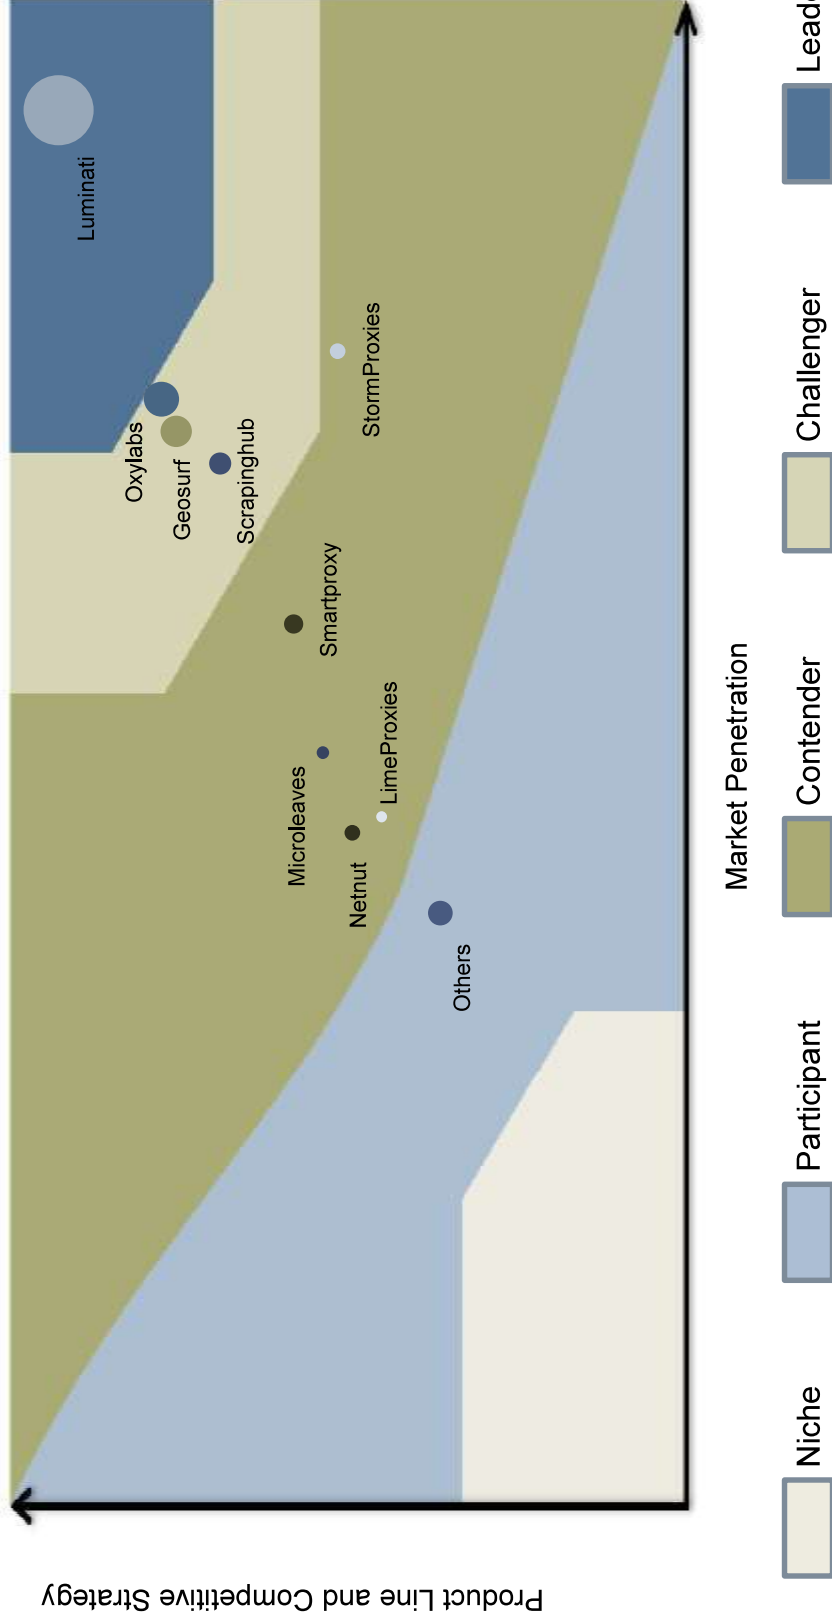 Luminati
Oxylabs
Geosurf
Scrapinghub
StormProxies
Smartproxy
Microleaves
LimeProxies
Netnut
Others
Product Line and Competitive Strategy
Market Penetration
Niche
Participant
Contender
Challenger